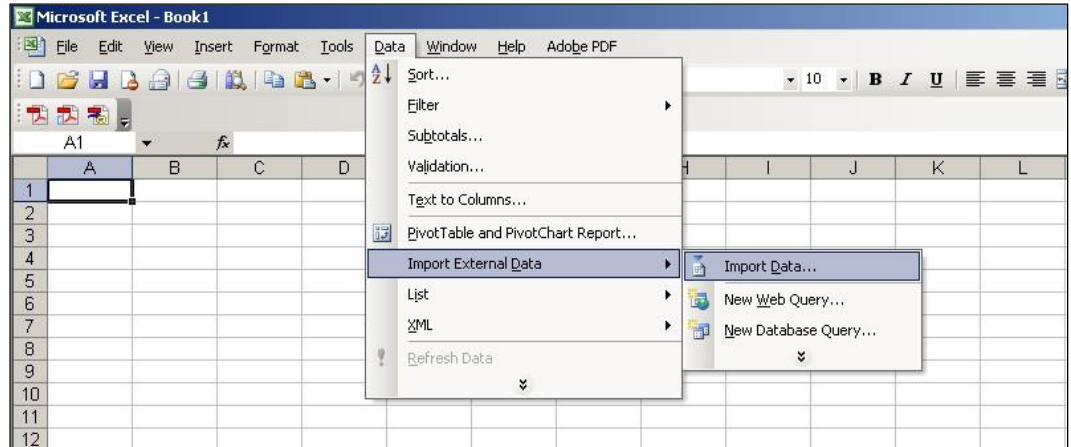 Microsoft Excel - Book1
File Edit View Insert Format Tools Data Window Help Adobe PDF
10 B I U
A1 fx
A B C D H I J K L
1
2
3
4
5
6
7
8
9
10
11
12
Sort...
Filter
Subtotals...
Validation...
Text to Columns...
PivotTable and PivotChart Report...
Import External Data
List
XML
Refresh Data
Import Data...
New Web Query...
New Database Query...